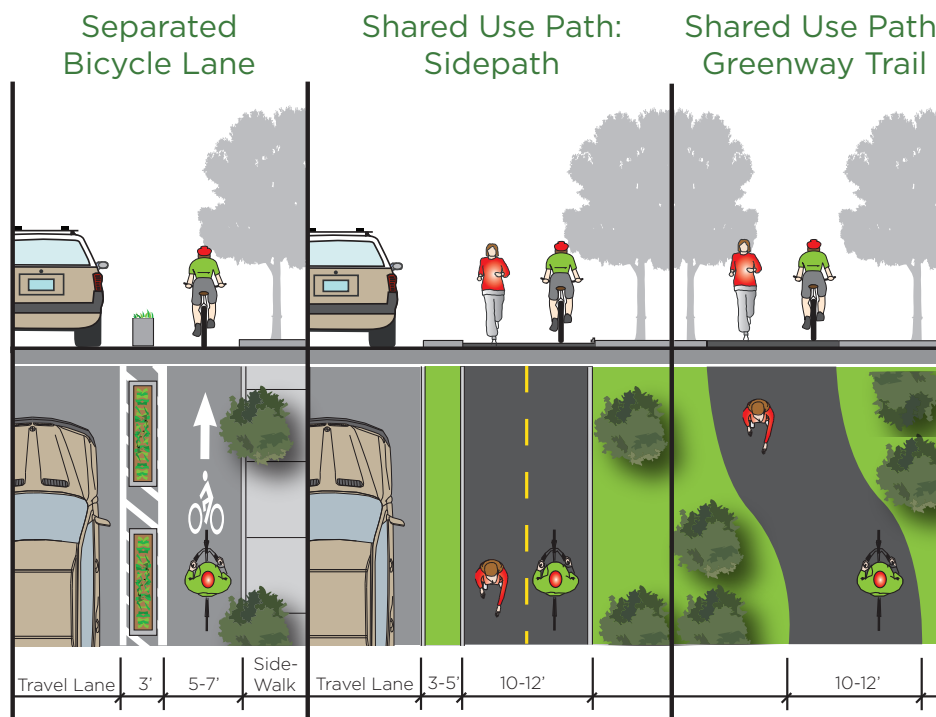 Separated
Bicycle Lane
Shared Use Path:
Sidepath
Shared Use Path
Greenway Trail
Travel Lane
3’
5-7’
Side-
Walk
Travel Lane
3-5’
10-12’
10-12’